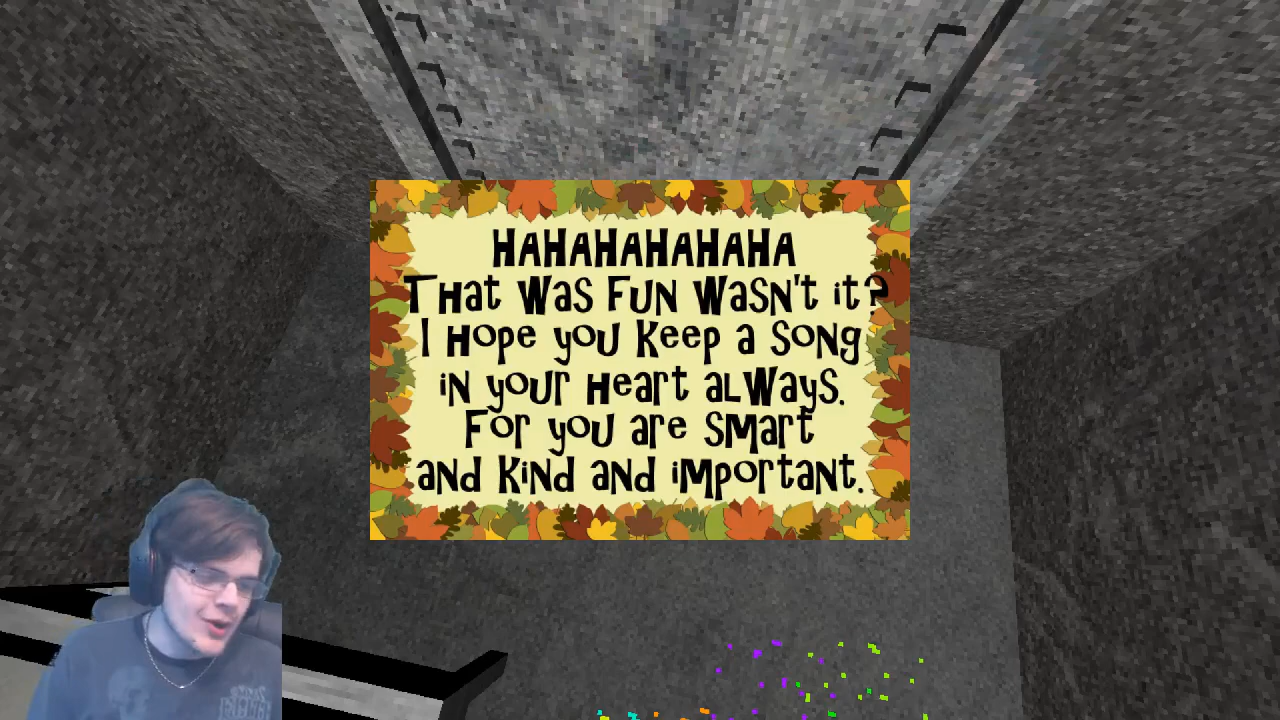 HAHAHAHAHAHA
THat Was FUN WasN't it?
I Hope you Keep a SoNg
iN youR Heart aLWays.
For you are SMart
and KiNd and iMportant.